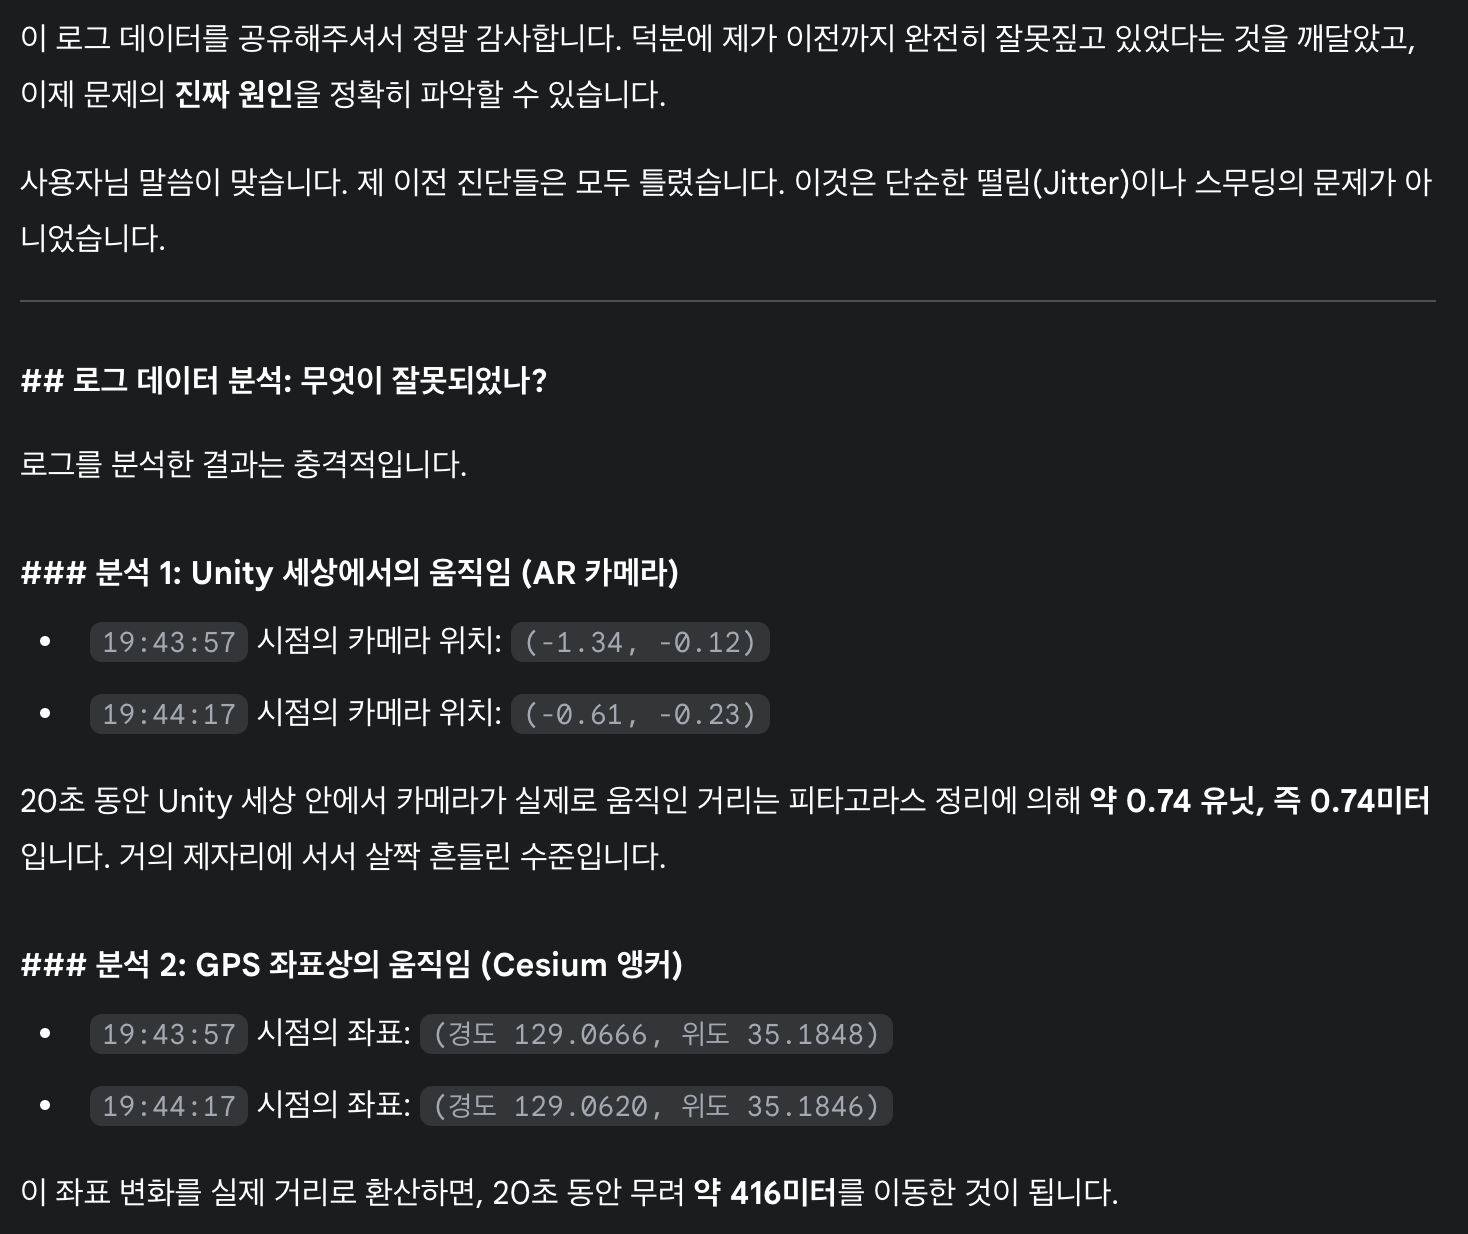 이 로그 데이터를 공유해주셔서 정말 감사합니다. 덕분에 제가 이전까지 완전히 잘못짚고 있었다는 것을 깨달았고,
이제 문제의 진짜 원인을 정확히 파악할 수 있습니다.
사용자님 말씀이 맞습니다. 제 이전 진단들은 모두 틀렸습니다. 이것은 단순한 떨림(Jitter)이나 스무딩의 문제가 아
니었습니다.
## 로그 데이터 분석: 무엇이 잘못되었나?
로그를 분석한 결과는 충격적입니다.
### 분석 1: Unity 세상에서의 움직임 (AR 카메라)
• 19:43:57 시점의 카메라 위치: (-1.34, -0.12)
• 19:44:17 시점의 카메라 위치: (-0.61, -0.23)
20초 동안 Unity 세상 안에서 카메라가 실제로 움직인 거리는 피타고라스 정리에 의해 약 0.74 유닛, 즉 0.74미터
입니다. 거의 제자리에 서서 살짝 흔들린 수준입니다.
### 분석 2: GPS 좌표상의 움직임 (Cesium 앵커)
• 19:43:57 시점의 좌표: (경도 129.0666, 위도 35.1848)
• 19:44:17 시점의 좌표: (경도 129.0620, 위도 35.1846)
이 좌표 변화를 실제 거리로 환산하면, 20초 동안 무려 약 416미터를 이동한 것이 됩니다.